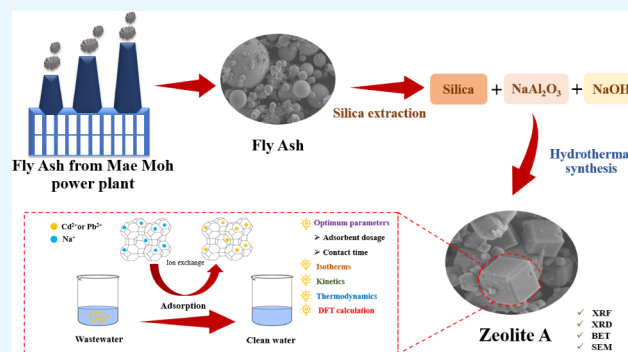 Silica + NaAl₂O₃ + NaOH
Silica extraction
Fly Ash
Fly Ash from Mae Moh
power plant
Hydrotherma
synthesis
Cd²⁺or Pb²⁺
Na⁺
Ion exchange
Adsorption
Wastewater
Clean water
Optimum parameters
➢ Adsorbent dosage
➢ Contact time
Isotherms
Kinetics
Thermodynamics
DFT calculation
Zeolite A
✓ XRF
✓ XRD
✓ BET
✓ SEM